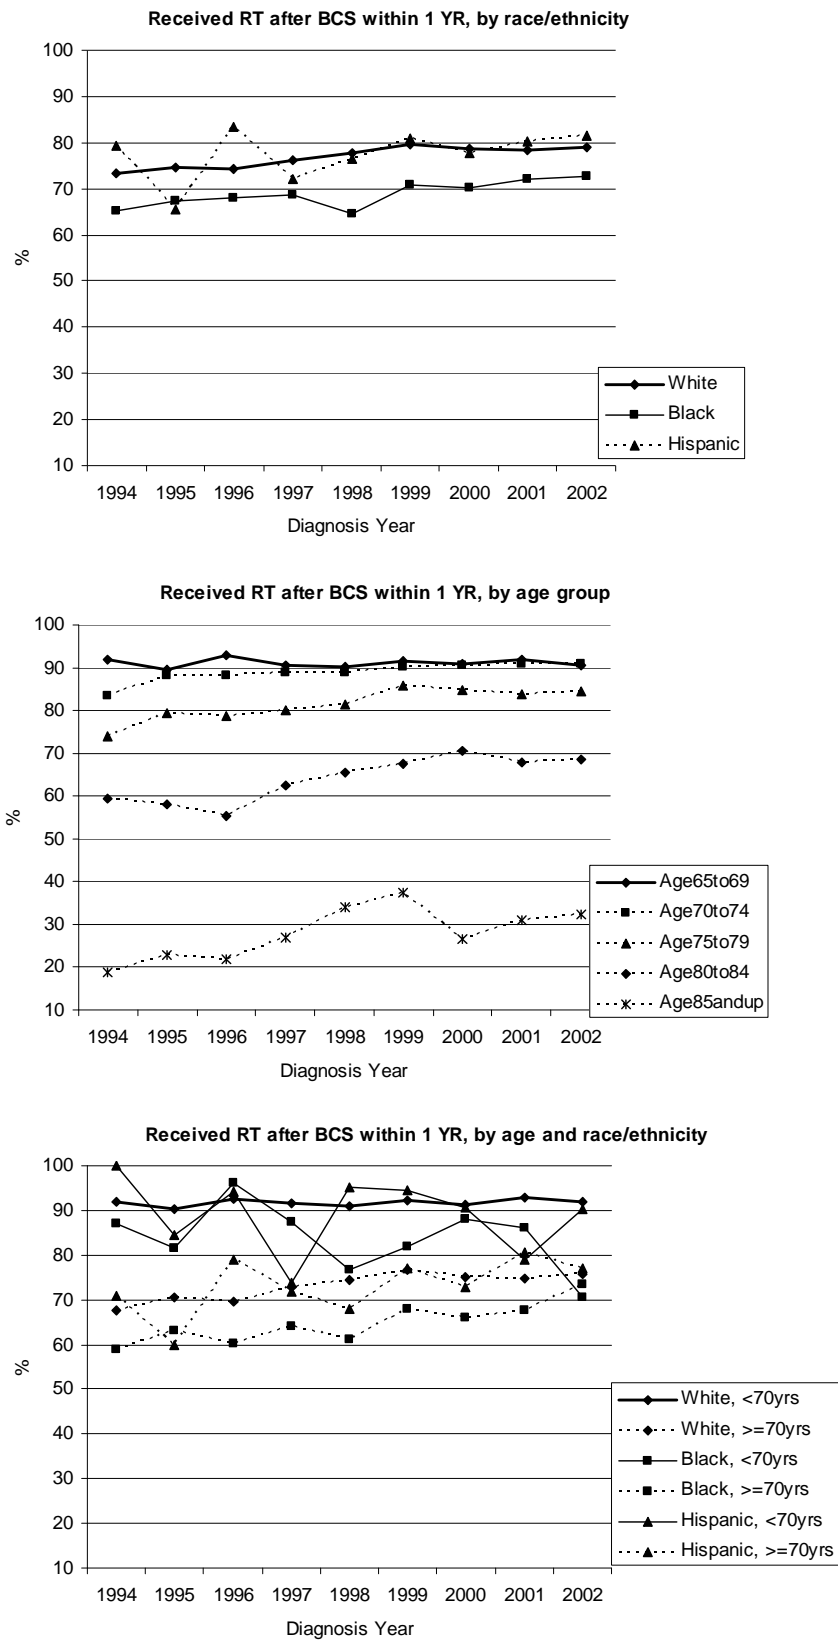 Received RT after BCS within 1 YR, by race/ethnicity
100
90
80
70
60
50
40
30
20
10
%
1994 1995 1996 1997 1998 1999 2000 2001 2002
Diagnosis Year
White
Black
Hispanic
Received RT after BCS within 1 YR, by age group
100
90
80
70
60
50
40
30
20
10
%
1994 1995 1996 1997 1998 1999 2000 2001 2002
Diagnosis Year
Age65to69
Age70to74
Age75to79
Age80to84
Age85andup
Received RT after BCS within 1 YR, by age and race/ethnicity
100
90
80
70
60
50
40
30
20
10
%
1994 1995 1996 1997 1998 1999 2000 2001 2002
Diagnosis Year
White, <70yrs
White, >=70yrs
Black, <70yrs
Black, >=70yrs
Hispanic, <70yrs
Hispanic, >=70yrs